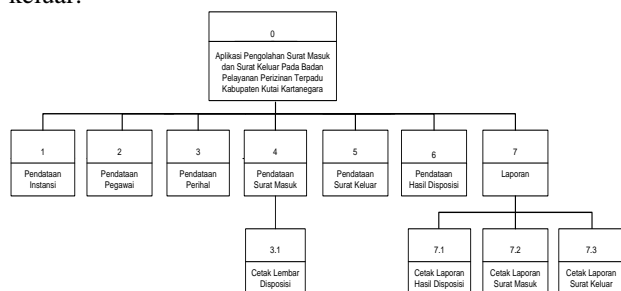 keluar.
0
Aplikasi Pengolahan Surat Masuk
dan Surat Keluar Pada Badan
Pelayanan Perizinan Terpadu
Kabupaten Kutai Kartanegara
1
Pendataan
Instansi
2
Pendataan
Pegawai
3
Pendataan
Perihal
4
Pendataan
Surat Masuk
5
Pendataan
Surat Keluar
6
Pendataan
Hasil Disposisi
7
Laporan
3.1
Cetak Lembar
Disposisi
7.1
Cetak Laporan
Hasil Disposisi
7.2
Cetak Laporan
Surat Masuk
7.3
Cetak Laporan
Surat Keluar